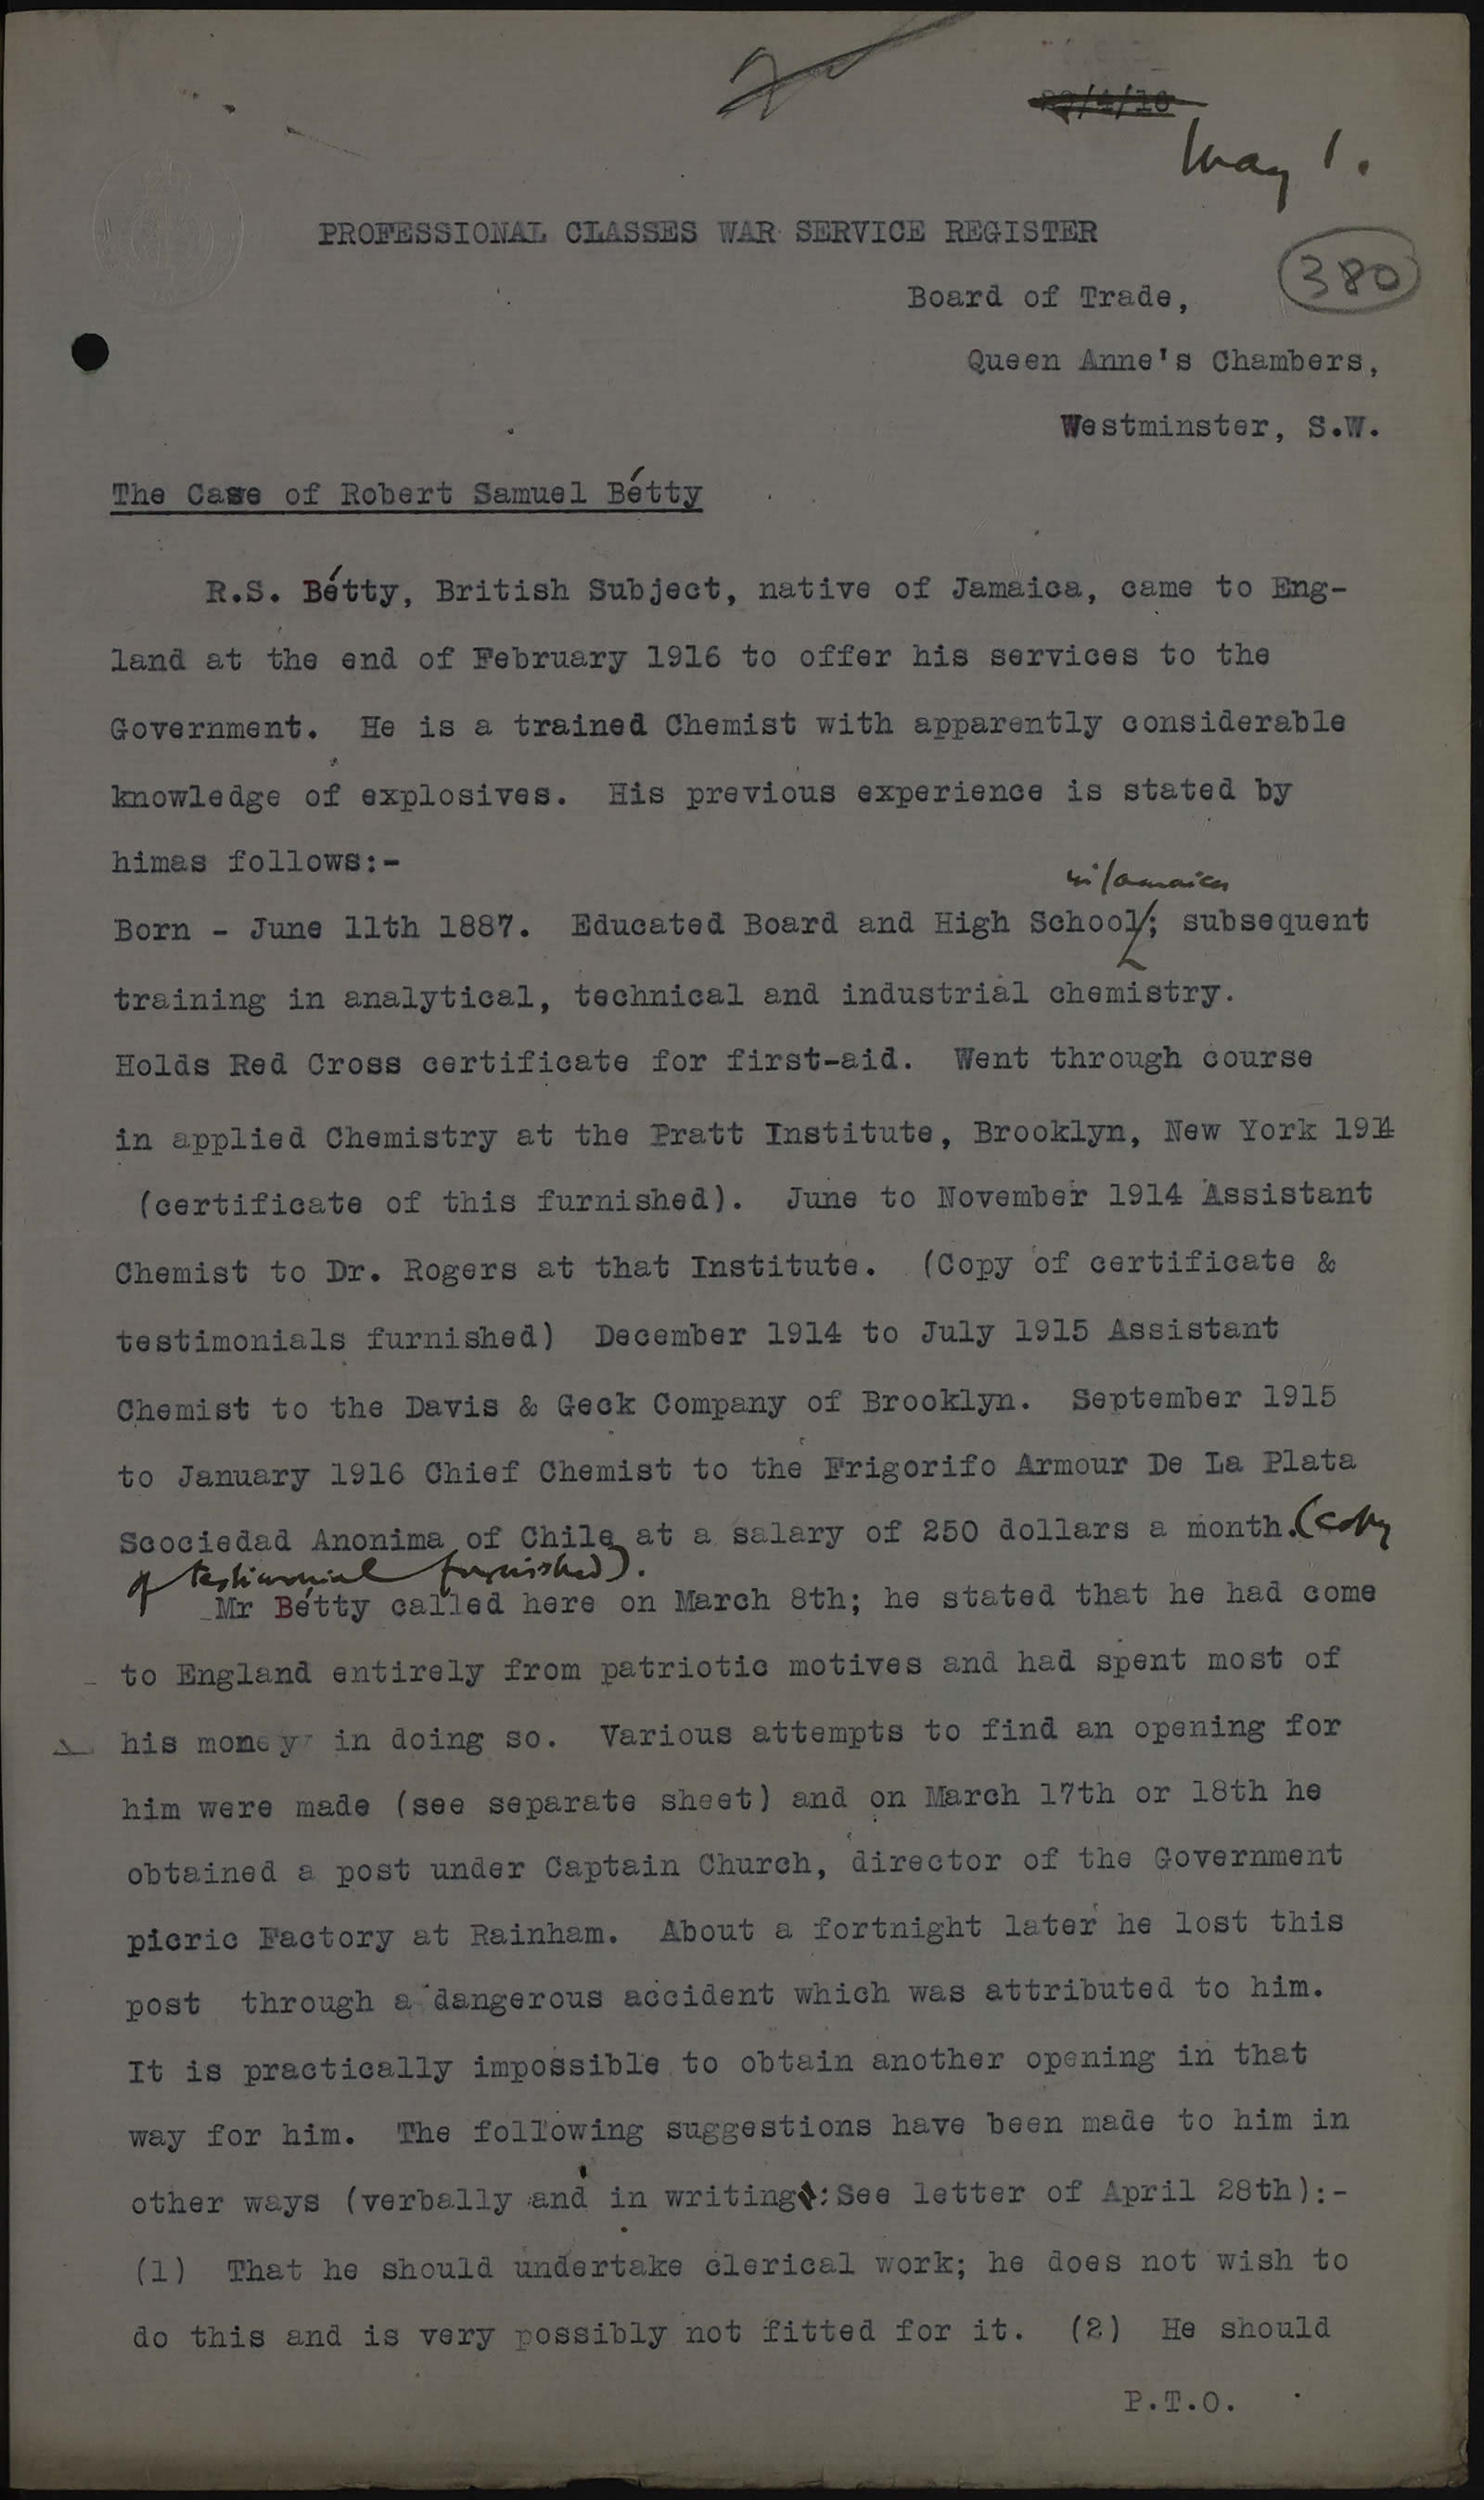 May 1.
PROFESSIONAL CLASSES WAR SERVICE REGISTER
380
Board of Trade,
Queen Anne's Chambers,
Westminster, S.W.
The Case of Robert Samuel Bétty
R.S. Bétty, British Subject, native of Jamaica, came to Eng-
land at the end of February 1916 to offer his services to the
Government. He is a trained Chemist with apparently considerable
knowledge of explosives. His previous experience is stated by
himas follows:-
in Jamaica
Born - June 11th 1887. Educated Board and High School; subsequent
training in analytical, technical and industrial chemistry.
Holds Red Cross certificate for first-aid. Went through course
in applied Chemistry at the Pratt Institute, Brooklyn, New York 1914
(certificate of this furnished). June to November 1914 Assistant
Chemist to Dr. Rogers at that Institute. (Copy of certificate &
testimonials furnished) December 1914 to July 1915 Assistant
Chemist to the Davis & Geck Company of Brooklyn. September 1915
to January 1916 Chief Chemist to the Frigorifo Armour De La Plata
Scociedad Anonima of Chile at a salary of 250 dollars a month. (copy
of testimonial furnished).
Mr Bétty called here on March 8th; he stated that he had come
to England entirely from patriotic motives and had spent most of
his money in doing so. Various attempts to find an opening for
him were made (see separate sheet) and on March 17th or 18th he
obtained a post under Captain Church, director of the Government
picric Factory at Rainham. About a fortnight later he lost this
post through a dangerous accident which was attributed to him.
It is practically impossible to obtain another opening in that
way for him. The following suggestions have been made to him in
other ways (verbally and in writing: See letter of April 28th):-
(1) That he should undertake clerical work; he does not wish to
do this and is very possibly not fitted for it. (2) He should
P.T.O.